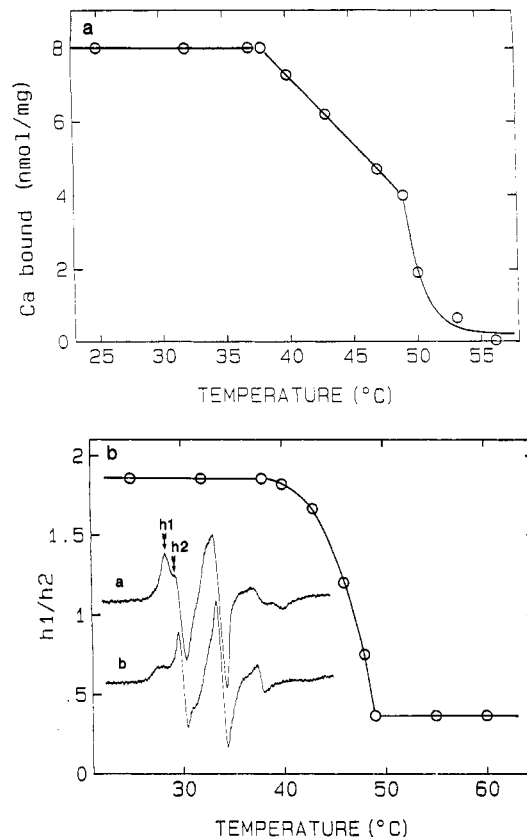 a
8
6
4
2
0
Ca bound (nmol/mg)
25 30 35 40 45 50 55
TEMPERATURE (°C)
b
2
1.5
1
.5
0
h1/h2
h1
h2
a
b
30 40 50 60
TEMPERATURE (°C)